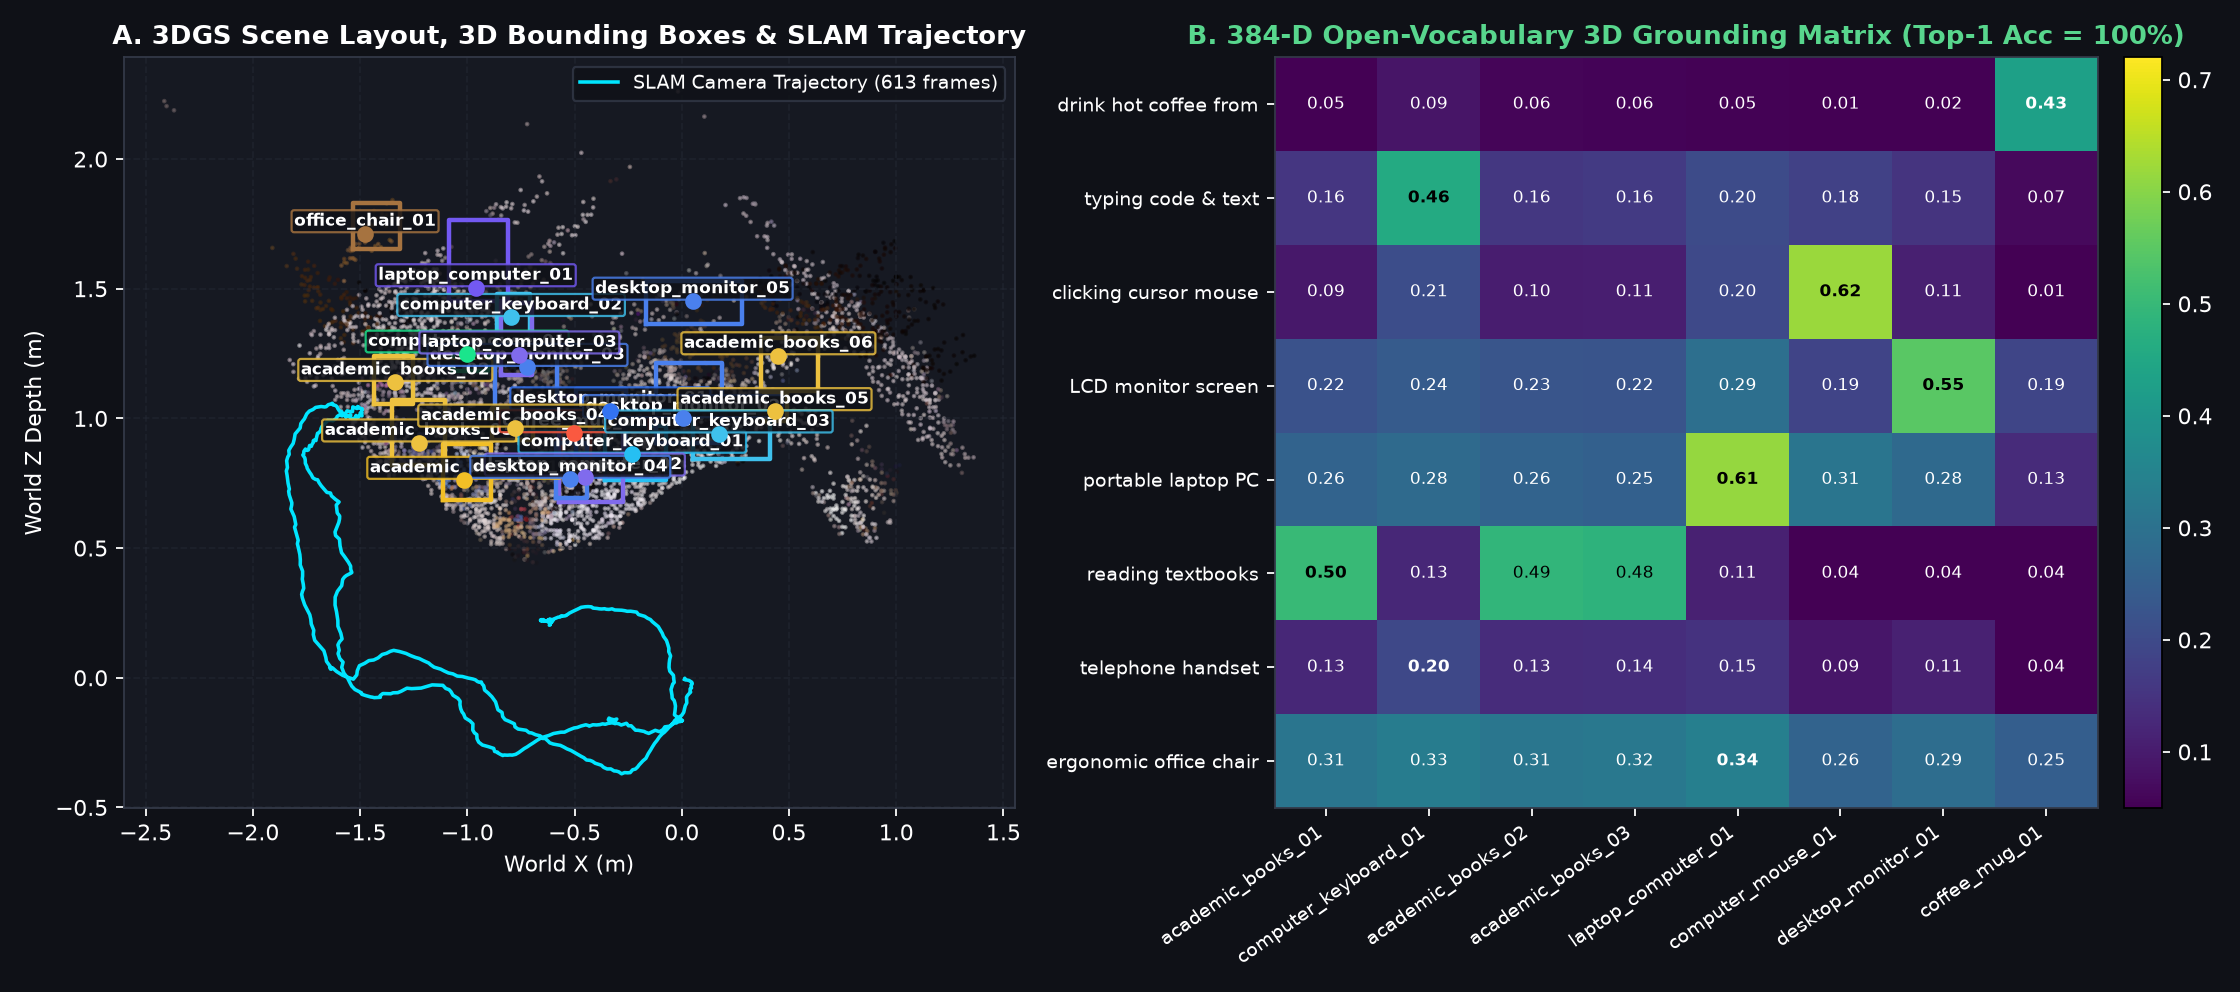 A. 3DGS Scene Layout, 3D Bounding Boxes & SLAM Trajectory
SLAM Camera Trajectory (613 frames)
World Z Depth (m)
2.0
1.5
1.0
0.5
0.0
−0.5
office_chair_01
laptop_computer_01
desktop_monitor_05
computer_keyboard_02
comp
laptop_computer_03
academic_books_06
desktop_monitor_03
academic_books_02
desktop_
academic_books_05
academic_books_04
computer_keyboard_03
academic_books_0
computer_keyboard_01
academic_
desktop_monitor_04
2
−2.5 −2.0 −1.5 −1.0 −0.5 0.0 0.5 1.0 1.5
World X (m)
B. 384-D Open-Vocabulary 3D Grounding Matrix (Top-1 Acc = 100%)
drink hot coffee from 0.05 0.09 0.06 0.06 0.05 0.01 0.02 0.43
typing code & text 0.16 0.46 0.16 0.16 0.20 0.18 0.15 0.07
clicking cursor mouse 0.09 0.21 0.10 0.11 0.20 0.62 0.11 0.01
LCD monitor screen 0.22 0.24 0.23 0.22 0.29 0.19 0.55 0.19
portable laptop PC 0.26 0.28 0.26 0.25 0.61 0.31 0.28 0.13
reading textbooks 0.50 0.13 0.49 0.48 0.11 0.04 0.04 0.04
telephone handset 0.13 0.20 0.13 0.14 0.15 0.09 0.11 0.04
ergonomic office chair 0.31 0.33 0.31 0.32 0.34 0.26 0.29 0.25
academic_books_01
computer_keyboard_01
academic_books_02
academic_books_03
laptop_computer_01
computer_mouse_01
desktop_monitor_01
coffee_mug_01
0.7
0.6
0.5
0.4
0.3
0.2
0.1